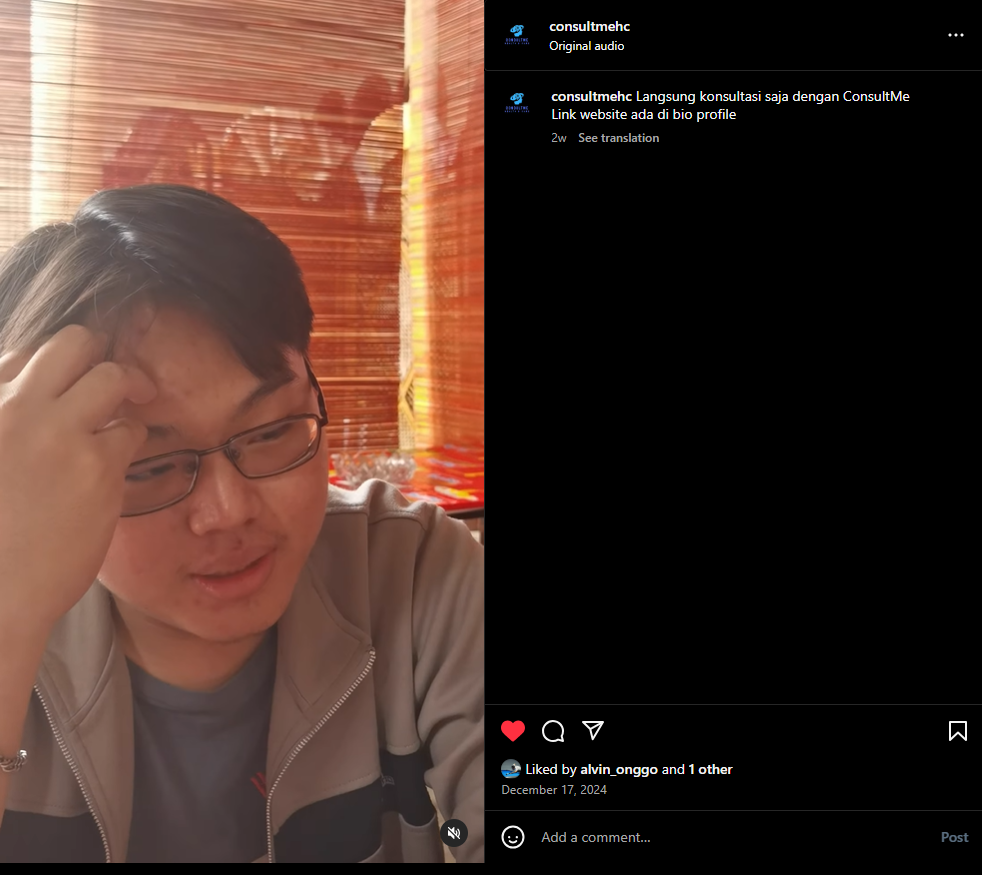 consultmehc
Original audio
consultmehc Langsung konsultasi saja dengan ConsultMe
Link website ada di bio profile
2w See translation
Liked by alvin_onggo and 1 other
December 17, 2024
Add a comment... Post